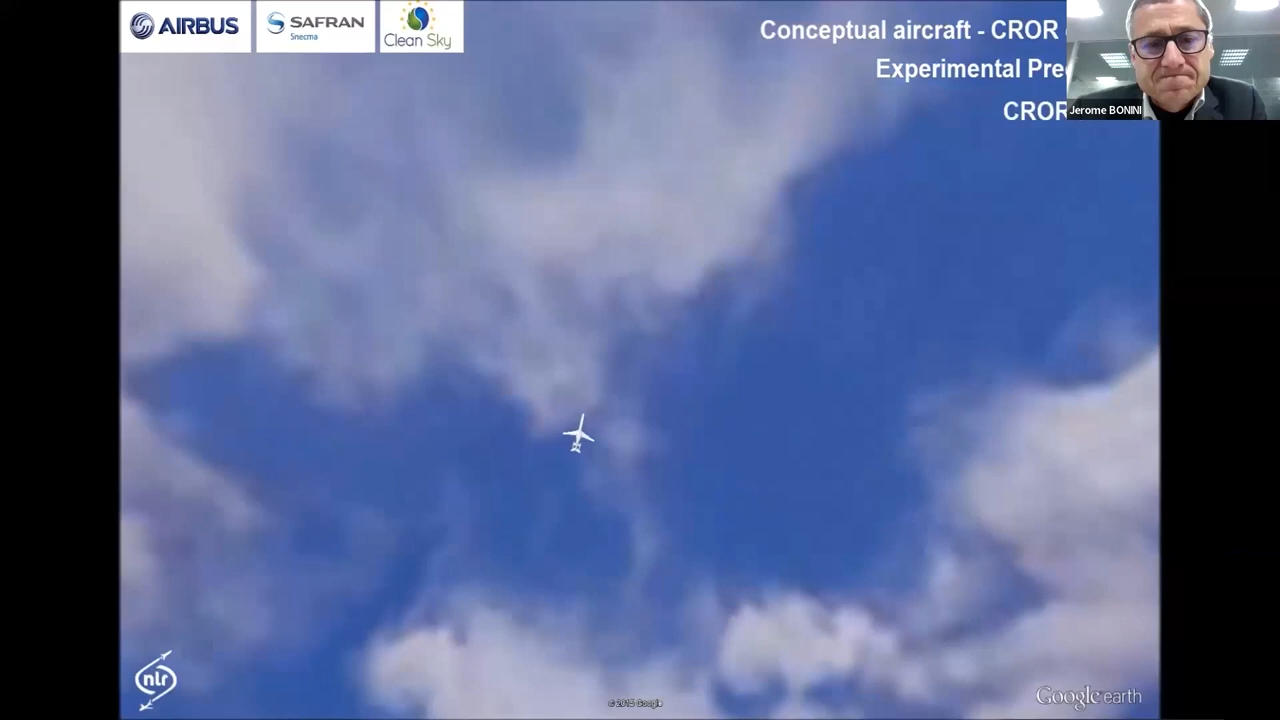 AIRBUS
SAFRAN
Snecma
Clean Sky
Conceptual aircraft - CROR
Experimental Pre
CROR
Jerome BONINI
nlr
© 2015 Google
Google earth